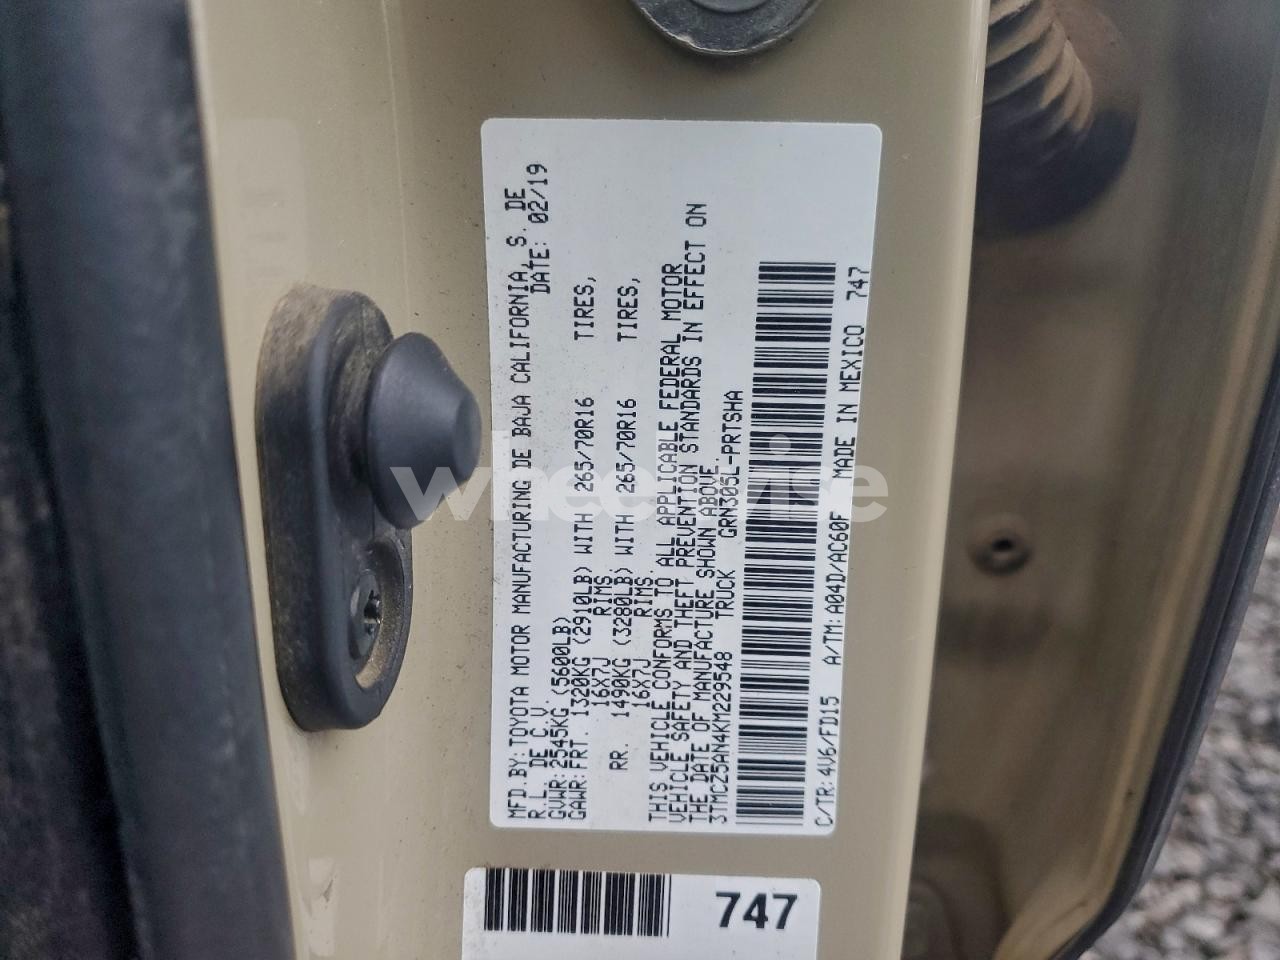 MFD.BY:TOYOTA MOTOR MANUFACTURING DE BAJA CALIFORNIA, S. DE
R.L. DE C.V. DATE: 02/19
GVWR:2545KG (5600LB)
GAWR:FRT. 1320KG (2910LB) WITH 265/70R16 TIRES,
16X7J RIMS,
RR. 1490KG (3280LB) WITH 265/70R16 TIRES,
16X7J RIMS.
THIS VEHICLE CONFORMS TO ALL APPLICABLE FEDERAL MOTOR
VEHICLE SAFETY AND THEFT PREVENTION STANDARDS IN EFFECT ON
THE DATE OF MANUFACTURE SHOWN ABOVE.
3TMCZ5AN4KM229548 TRUCK GRN305L-PRTSHA
C/TR:4V6/FD15 A/TM:A04D/AC60F MADE IN MEXICO 747
747
wheelwise